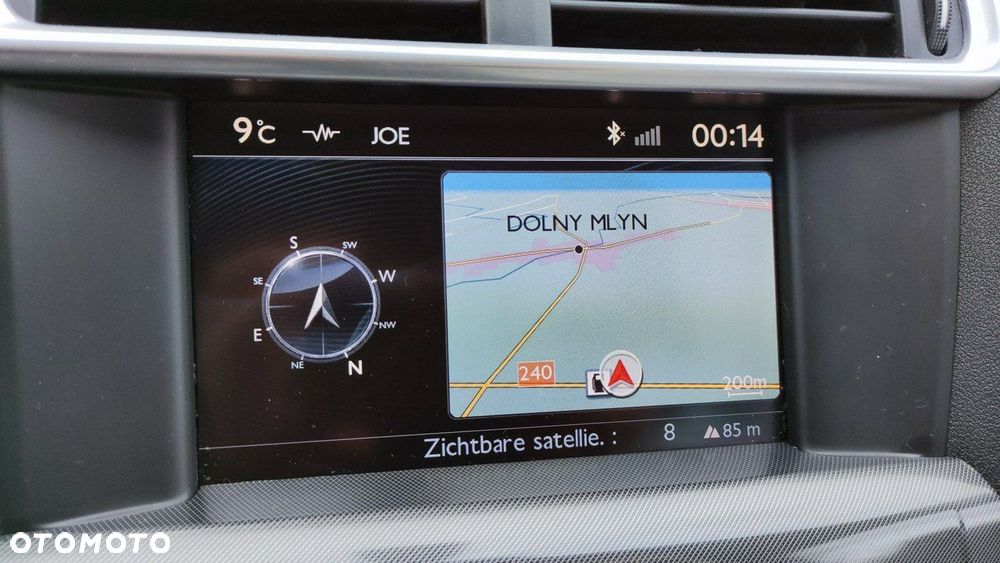 9°C JOE 00:14
DOLNY MLYN
S SW
SE W
E NW
NE N
240
200m
Zichtbare satellie. : 8 85 m
OTOMOTO